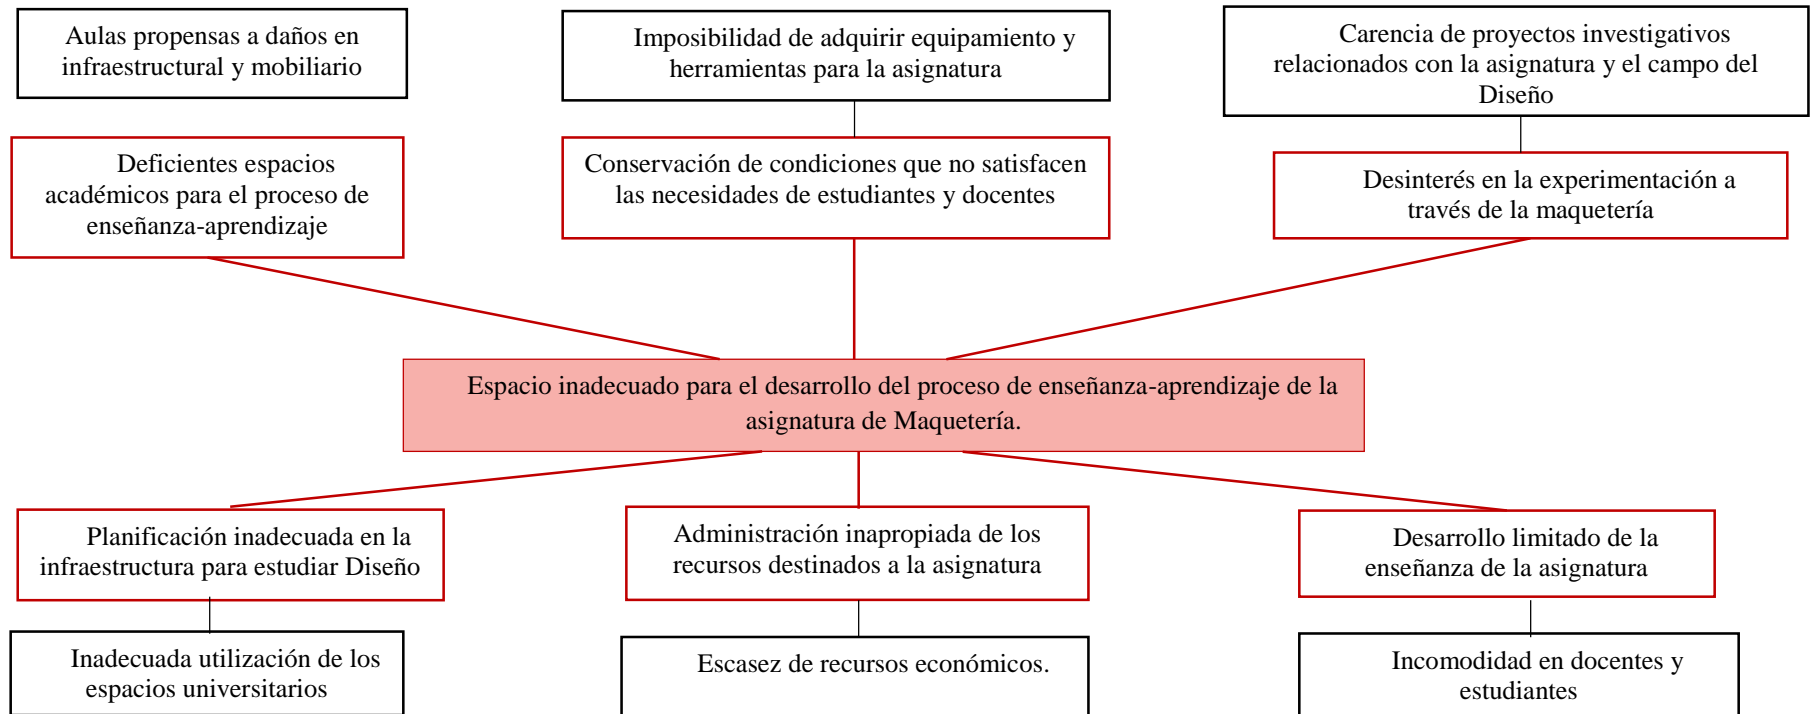 Aulas propensas a daños en
infraestructural y mobiliario
Imposibilidad de adquirir equipamiento y
herramientas para la asignatura
Carencia de proyectos investigativos
relacionados con la asignatura y el campo del
Diseño
Deficientes espacios
académicos para el proceso de
enseñanza-aprendizaje
Conservación de condiciones que no satisfacen
las necesidades de estudiantes y docentes
Desinterés en la experimentación a
través de la maquetería
Espacio inadecuado para el desarrollo del proceso de enseñanza-aprendizaje de la
asignatura de Maquetería.
Planificación inadecuada en la
infraestructura para estudiar Diseño
Administración inapropiada de los
recursos destinados a la asignatura
Desarrollo limitado de la
enseñanza de la asignatura
Inadecuada utilización de los
espacios universitarios
Escasez de recursos económicos.
Incomodidad en docentes y
estudiantes